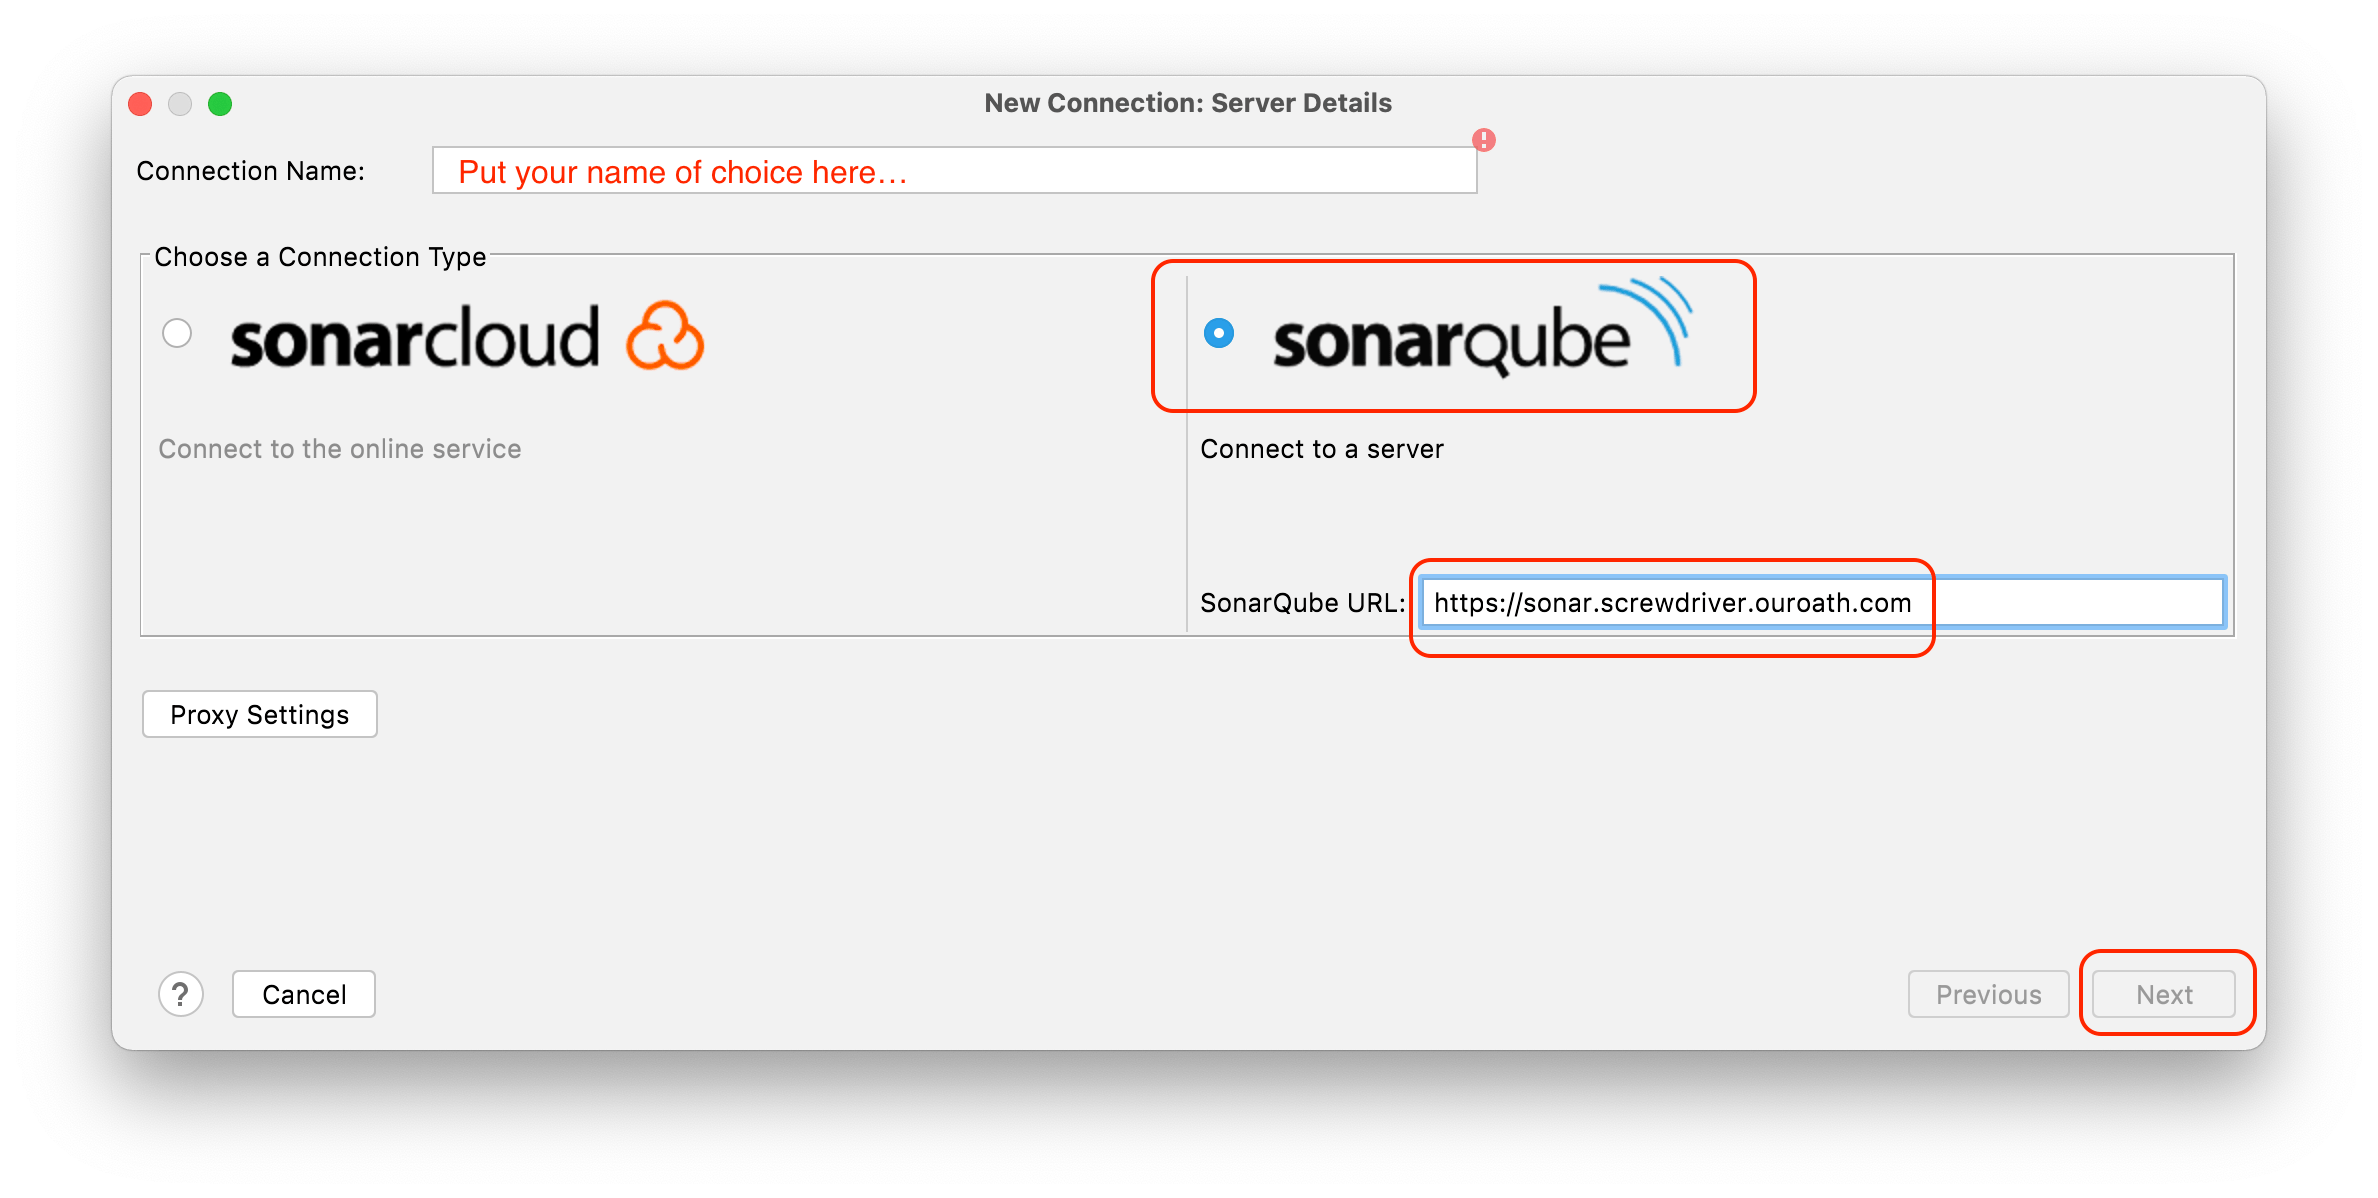 New Connection: Server Details
Connection Name:
Put your name of choice here...
Choose a Connection Type
sonarcloud
sonarqube
Connect to the online service
Connect to a server
SonarQube URL:
https://sonar.screwdriver.ouroath.com
Proxy Settings
?
Cancel
Previous
Next